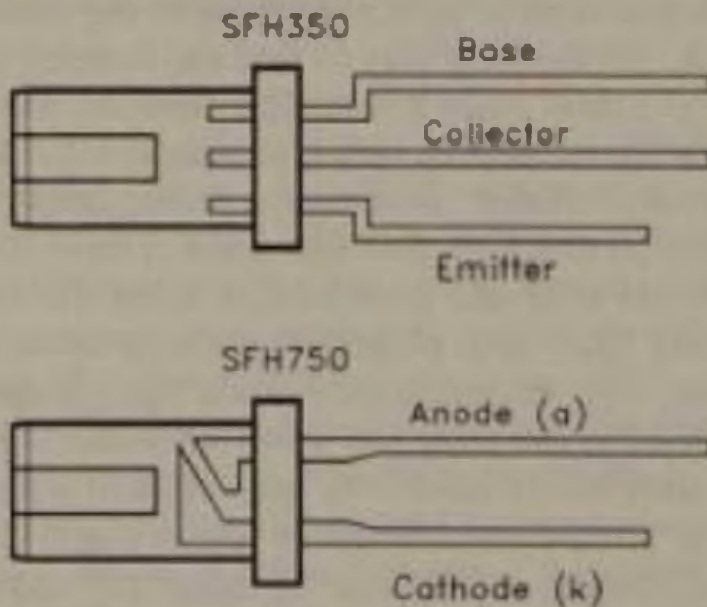 SFH350
Base
Collector
Emitter
SFH750
Anode (a)
Cathode (k)